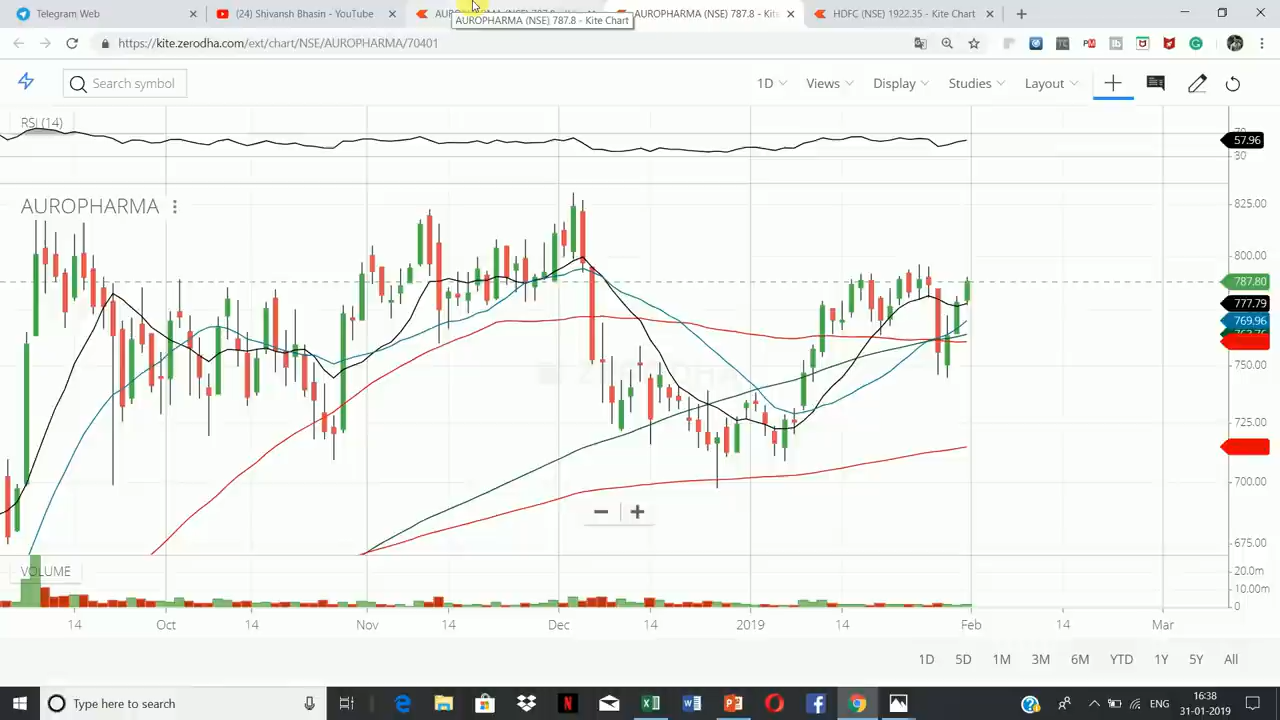 Telegram Web
(24) Shivansh Bhasin - YouTube
AUROPHARMA (NSE) 787.8 - Kite
HDFC (NSE) 1922.35 - Kite Chart
AUROPHARMA (NSE) 787.8 - Kite Chart
https://kite.zerodha.com/ext/chart/NSE/AUROPHARMA/70401
Search symbol
1D
Views
Display
Studies
Layout
RSI (14)
70
57.96
30
AUROPHARMA
825.00
800.00
787.80
777.79
769.96
750.00
725.00
700.00
675.00
ZERODHA
VOLUME
20.0m
10.00m
0
14
Oct
14
Nov
14
Dec
14
2019
14
Feb
14
Mar
1D
5D
1M
3M
6M
YTD
1Y
5Y
All
Type here to search
ENG
16:38
31-01-2019